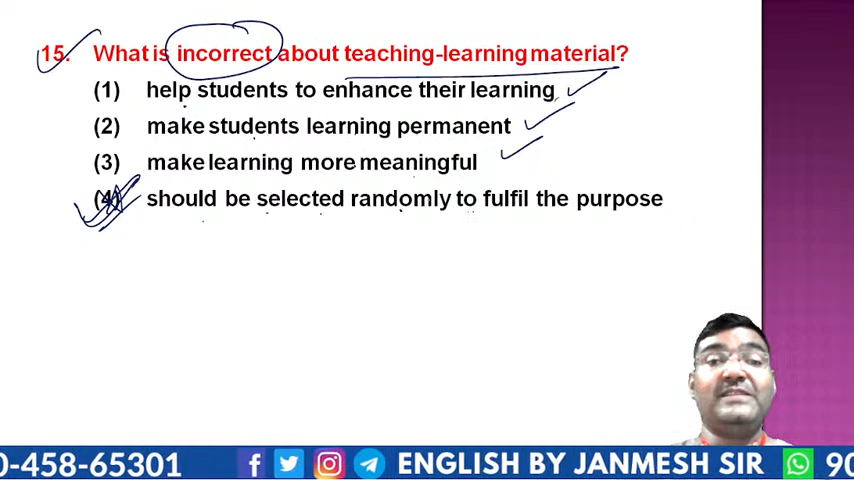 15. What is incorrect about teaching-learning material?
(1) help students to enhance their learning
(2) make students learning permanent
(3) make learning more meaningful
(4) should be selected randomly to fulfil the purpose
0-458-65301 ENGLISH BY JANMESH SIR 90